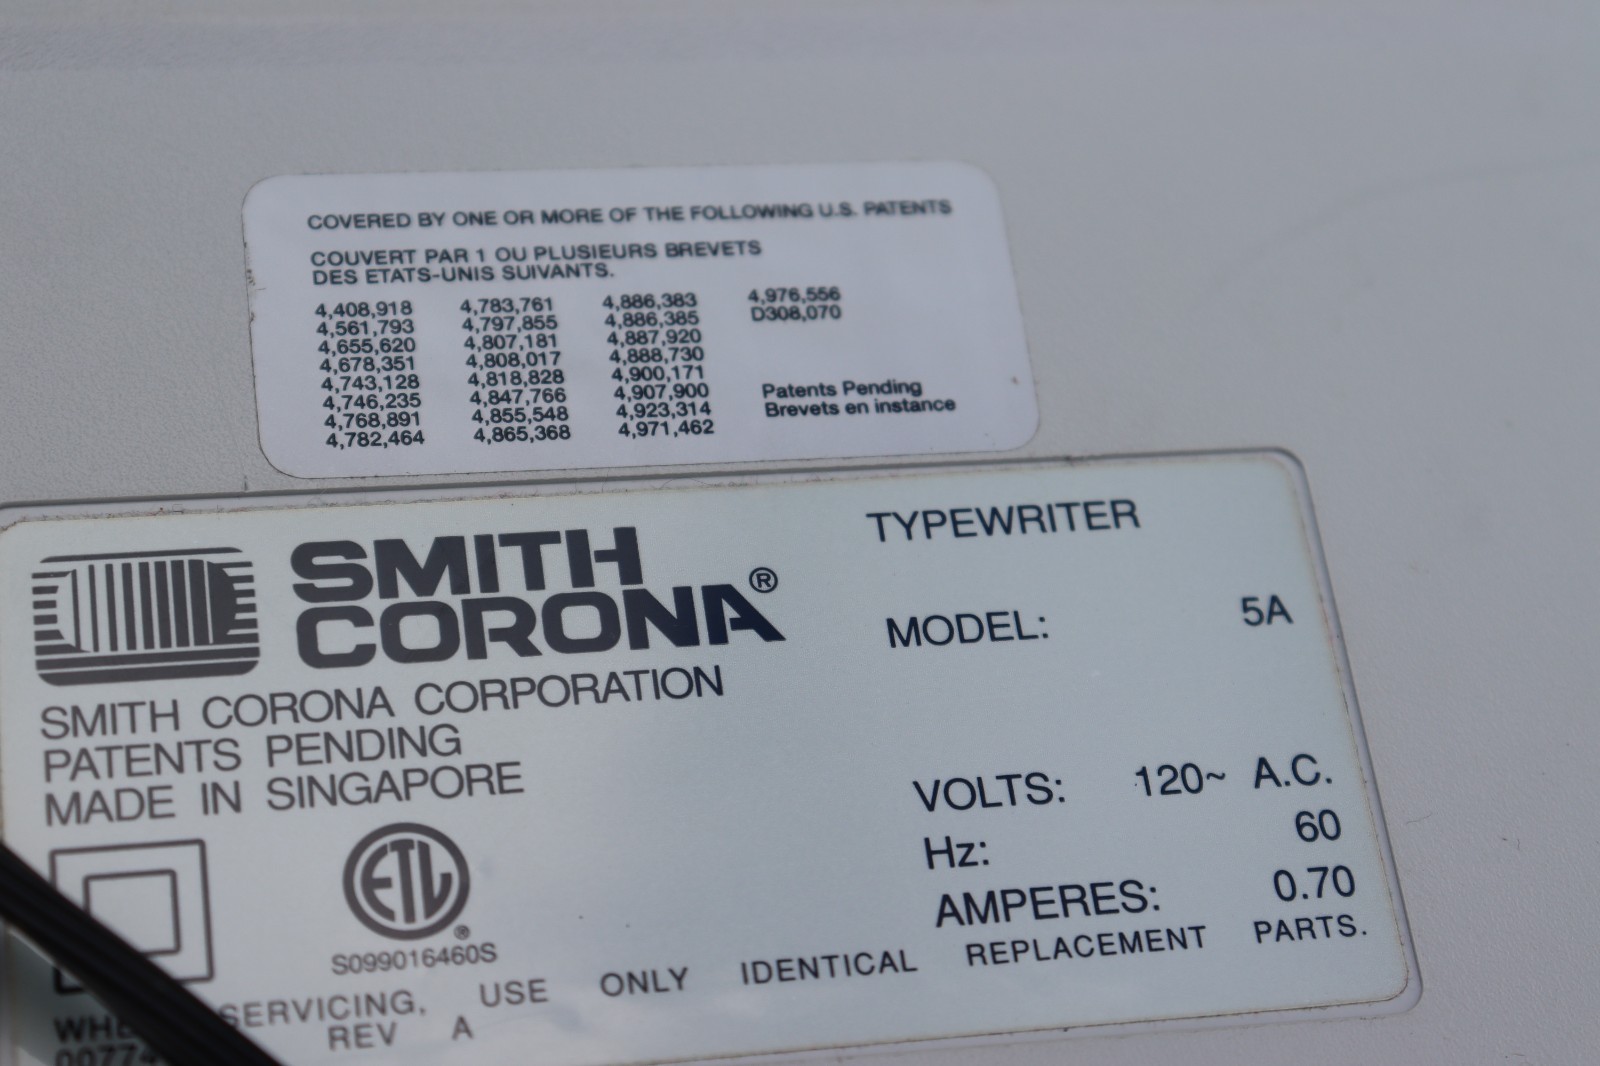 COVERED BY ONE OR MORE OF THE FOLLOWING U.S. PATENTS
COUVERT PAR 1 OU PLUSIEURS BREVETS
DES ETATS-UNIS SUIVANTS.
4,408,918 4,783,761 4,886,383 4,976,556
4,561,793 4,797,855 4,886,385 D308,070
4,655,620 4,807,181 4,887,920
4,678,351 4,808,017 4,888,730
4,743,128 4,818,828 4,900,171
4,746,235 4,847,766 4,907,900 Patents Pending
4,768,891 4,855,548 4,923,314 Brevets en instance
4,782,464 4,865,368 4,971,462
SMITH
CORONA®
TYPEWRITER
MODEL: 5A
SMITH CORONA CORPORATION
PATENTS PENDING
MADE IN SINGAPORE
VOLTS: 120~ A.C.
Hz: 60
AMPERES: 0.70
ETL®
S099016460S
SERVICING, USE ONLY IDENTICAL REPLACEMENT PARTS.
REV A